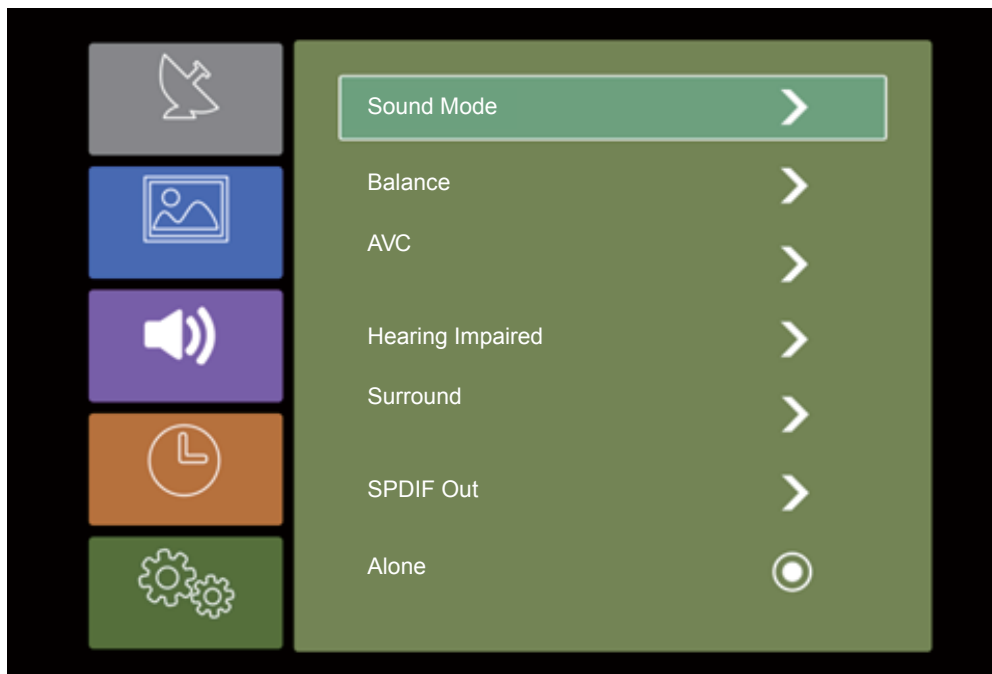 Sound Mode
Balance
AVC
Hearing Impaired
Surround
SPDIF Out
Alone